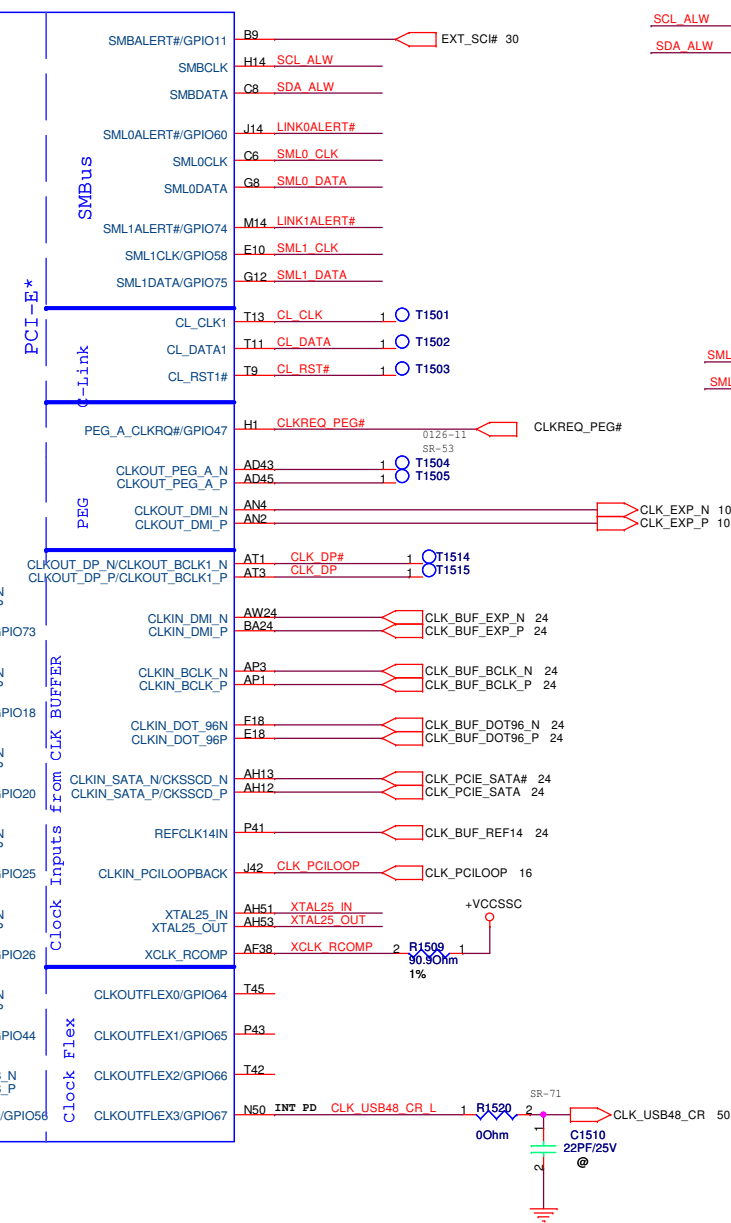 SMBALERT#/GPIO11 B9 EXT_SCI# 30
SMBCLK H14 SCL_ALW
SMBDATA C8 SDA_ALW
SML0ALERT#/GPIO60 J14 LINK0ALERT#
SML0CLK C6 SML0_CLK
SML0DATA G8 SML0_DATA
SML1ALERT#/GPIO74 M14 LINK1ALERT#
SML1CLK/GPIO58 E10 SML1_CLK
SML1DATA/GPIO75 G12 SML1_DATA
SMBus
PCI-E*
SCL_ALW
SDA_ALW
SML
SML
CL_CLK1 T13 CL_CLK 1 T1501
CL_DATA1 T11 CL_DATA 1 T1502
CL_RST1# T9 CL_RST# 1 T1503
C-Link
PEG_A_CLKRQ#/GPIO47 H1 CLKREQ_PEG# CLKREQ_PEG#
0126-11
SR-53
CLKOUT_PEG_A_N AD43 1 T1504
CLKOUT_PEG_A_P AD45 1 T1505
CLKOUT_DMI_N AN4 CLK_EXP_N 10
CLKOUT_DMI_P AN2 CLK_EXP_P 10
PEG
CLKOUT_DP_N/CLKOUT_BCLK1_N AT1 CLK_DP# 1 T1514
CLKOUT_DP_P/CLKOUT_BCLK1_P AT3 CLK_DP 1 T1515
CLKIN_DMI_N AW24 CLK_BUF_EXP_N 24
CLKIN_DMI_P BA24 CLK_BUF_EXP_P 24
CLKIN_BCLK_N AP3 CLK_BUF_BCLK_N 24
CLKIN_BCLK_P AP1 CLK_BUF_BCLK_P 24
CLKIN_DOT_96N F18 CLK_BUF_DOT96_N 24
CLKIN_DOT_96P E18 CLK_BUF_DOT96_P 24
CLKIN_SATA_N/CKSSCD_N AH13 CLK_PCIE_SATA# 24
CLKIN_SATA_P/CKSSCD_P AH12 CLK_PCIE_SATA 24
REFCLK14IN P41 CLK_BUF_REF14 24
CLKIN_PCILOOPBACK J42 CLK_PCILOOP CLK_PCILOOP 16
XTAL25_IN AH51 XTAL25_IN
XTAL25_OUT AH53 XTAL25_OUT
+VCCSSC
XCLK_RCOMP AF38 XCLK_RCOMP 2 R1509 1
90.9Ohm
1%
Clock Inputs from CLK BUFFER
N
P
GPIO73
N
P
GPIO18
N
P
GPIO20
N
P
GPIO25
N
P
GPIO26
N
P
GPIO44
_N
_P
/GPIO56
CLKOUTFLEX0/GPIO64 T45
CLKOUTFLEX1/GPIO65 P43
CLKOUTFLEX2/GPIO66 T42
CLKOUTFLEX3/GPIO67 N50 INT PD CLK_USB48_CR_L 1 R1520 2 CLK_USB48_CR 50
0Ohm
SR-71
1
C1510
22PF/25V
@
2
Clock Flex